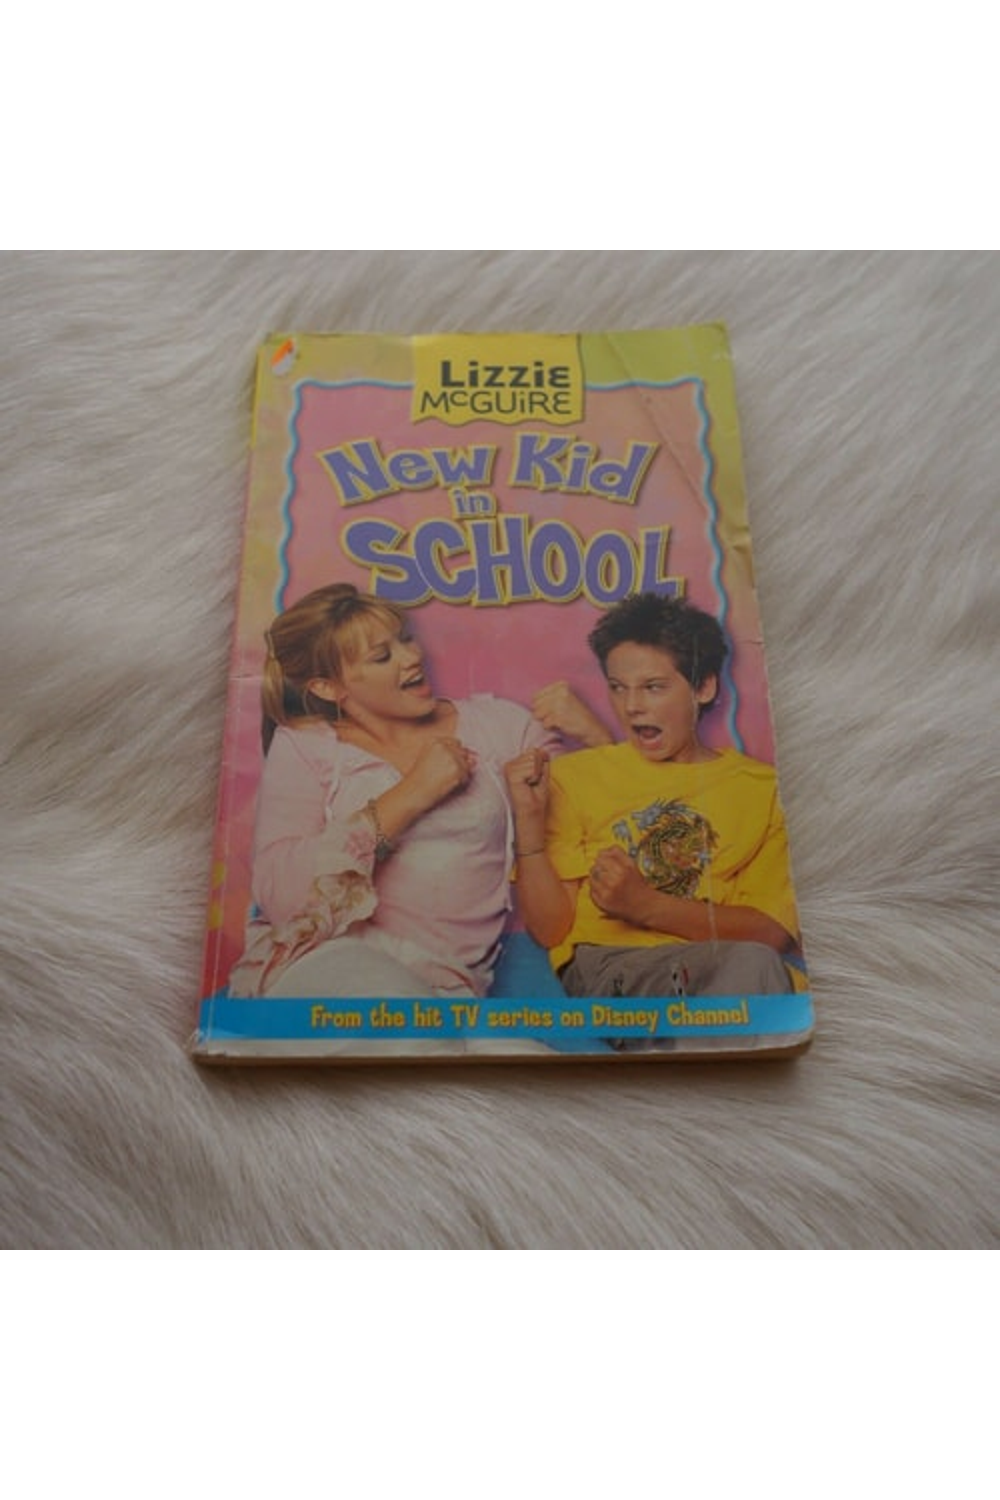 Lizzie
McGUiRE
New Kid
in
SCHOOL
From the hit TV series on Disney Channel